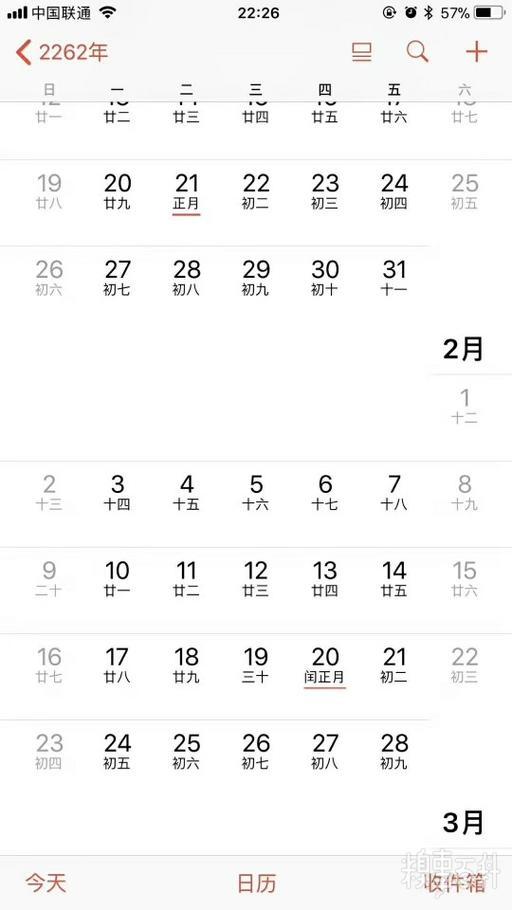 中国联通 22:26 57%
2262年
日 一 二 三 四 五 六
廿一 廿二 廿三 廿四 廿五 廿六 廿七
19 20 21 22 23 24 25
廿八 廿九 正月 初二 初三 初四 初五
26 27 28 29 30 31
初六 初七 初八 初九 初十 十一
2月
1
十二
2 3 4 5 6 7 8
十三 十四 十五 十六 十七 十八 十九
9 10 11 12 13 14 15
二十 廿一 廿二 廿三 廿四 廿五 廿六
16 17 18 19 20 21 22
廿七 廿八 廿九 三十 闰正月 初二 初三
23 24 25 26 27 28
初四 初五 初六 初七 初八 初九
3月
今天 日历 收件箱